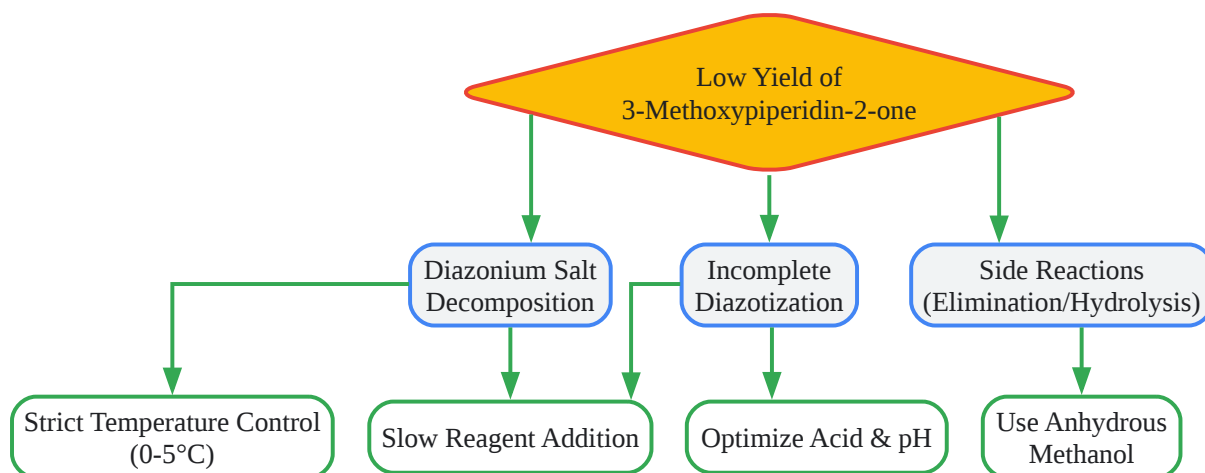 Low Yield of
3-Methoxypiperidin-2-one
Diazonium Salt
Decomposition
Incomplete
Diazotization
Side Reactions
(Elimination/Hydrolysis)
Strict Temperature Control
(0-5°C)
Slow Reagent Addition
Optimize Acid & pH
Use Anhydrous
Methanol